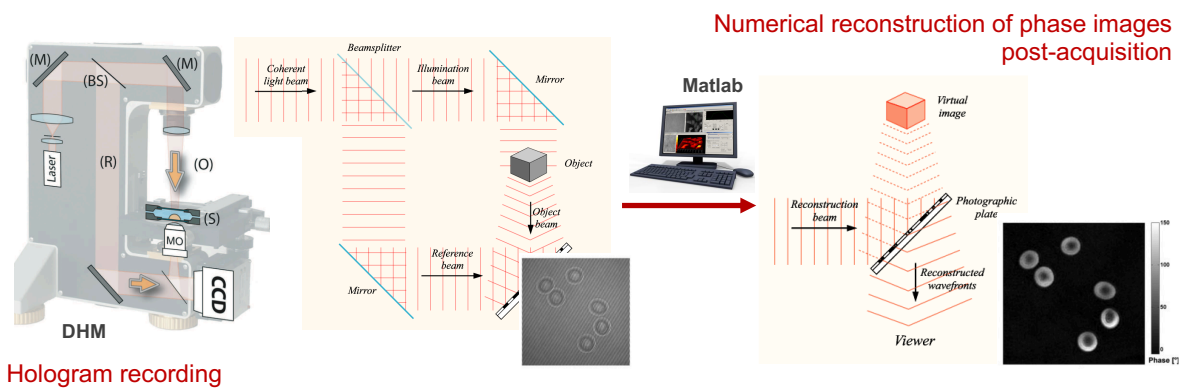 Numerical reconstruction of phase images
post-acquisition
(M)
(M)
(BS)
Laser
(R)
(O)
(S)
MO
CCD
DHM
Beamsplitter
Coherent
light beam
Illumination
beam
Mirror
Object
Object
beam
Reference
beam
Mirror
Matlab
Virtual
image
Reconstruction
beam
Photographic
plate
Reconstructed
wavefronts
Viewer
150
100
50
0
Phase [°]
Hologram recording